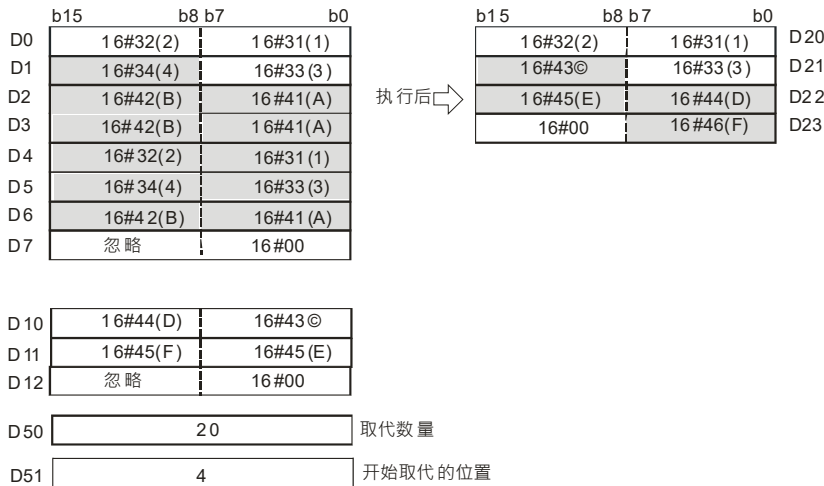 b15 b8 b7 b0
D0 16#32(2) 16#31(1)
D1 16#34(4) 16#33(3)
D2 16#42(B) 16#41(A)
D3 16#42(B) 16#41(A)
D4 16#32(2) 16#31(1)
D5 16#34(4) 16#33(3)
D6 16#42(B) 16#41(A)
D7 忽略 16#00
执行后
b15 b8 b7 b0
16#32(2) 16#31(1) D20
16#43© 16#33(3) D21
16#45(E) 16#44(D) D22
16#00 16#46(F) D23
D10 16#44(D) 16#43©
D11 16#45(F) 16#45(E)
D12 忽略 16#00
D50 20 取代数量
D51 4 开始取代的位置